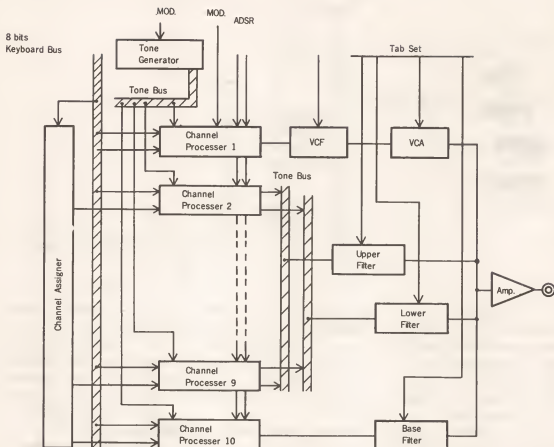 MOD.
MOD.
ADSR
8 bits
Keyboard Bus
Tab Set
Tone
Generator
Tone Bus
Channel
Processer 1
VCF
VCA
Tone Bus
Channel
Processer 2
Channel Assigner
Upper
Filter
Amp.
Lower
Filter
Channel
Processer 9
Channel
Processer 10
Base
Filter